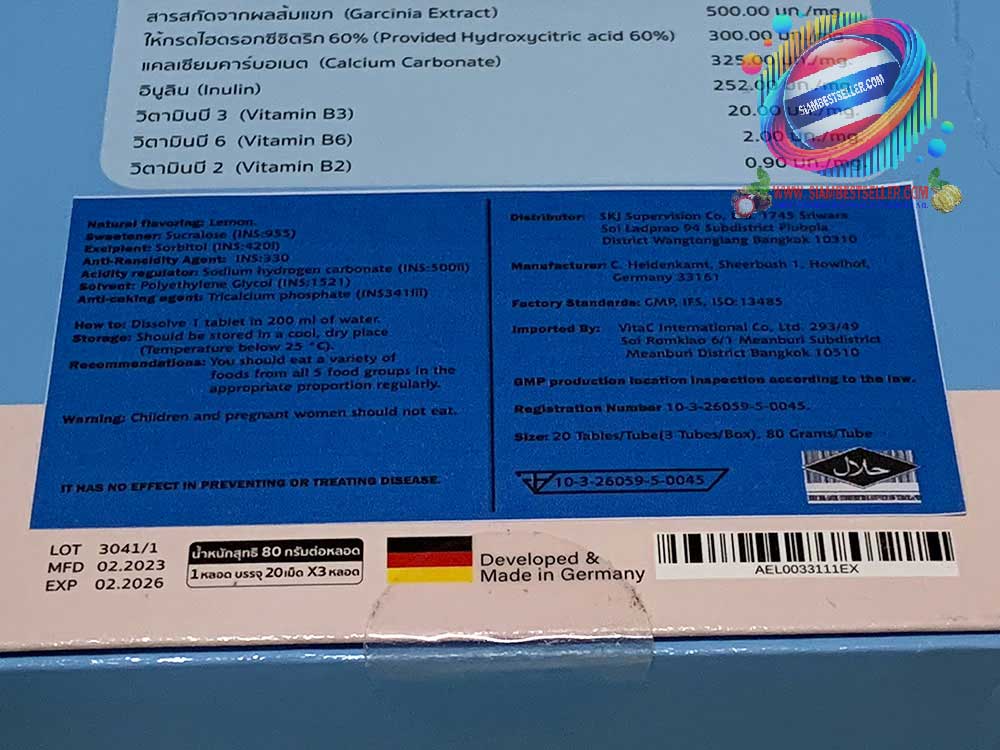 สารสกัดจากผลส้มแขก (Garcinia Extract) 500.00 มก./mg.
ให้กรดไฮดรอกซีซิตริก 60% (Provided Hydroxycitric acid 60%) 300.00 มก./mg.
แคลเซียมคาร์บอเนต (Calcium Carbonate) 325.00 มก./mg.
อินูลิน (Inulin) 252.00 มก./mg.
วิตามินบี 3 (Vitamin B3) 20.00 มก./mg.
วิตามินบี 6 (Vitamin B6) 2.00 มก./mg.
วิตามินบี 2 (Vitamin B2) 0.90 มก./mg.
SIAMBESTSELLER.COM
WWW. SIAMBESTSELLER.COM
Natural flavoring: Lemon.
Sweetener: Sucralose (INS:955)
Excipient: Sorbitol (INS:420i)
Anti-Rancidity Agent: INS:330
Acidity regulator: Sodium hydrogen carbonate (INS:500ii)
Solvent: Polyethylene Glycol (INS:1521)
Anti-caking agent: Tricalcium phosphate (INS341iii)
How to: Dissolve 1 tablet in 200 ml of water.
Storage: Should be stored in a cool, dry place
(Temperature below 25 °C).
Recommendations: You should eat a variety of
foods from all 5 food groups in the
appropriate proportion regularly.
Warning: Children and pregnant women should not eat.
IT HAS NO EFFECT IN PREVENTING OR TREATING DISEASE.
Distributor: SKJ Supervision Co, Ltd. 1745 Sriwara
Soi Ladprao 94 Subdistrict Plubpla
District Wangtonglang Bangkok 10310
Manufacturer: C. Heidenkamt, Sheerbush 1, Howlhof,
Germany 33161
Factory Standards: GMP, IFS, ISO: 13485
Imported By: VitaC International Co, Ltd. 293/49
Soi Romkiao 6/1 Meanburi Subdistrict
Meanburi District Bangkok 10510
GMP production location inspection according to the law.
Registration Number 10-3-26059-5-0045.
Size: 20 Tables/Tube(3 Tubes/Box), 80 Grams/Tube
10-3-26059-5-0045
حلال
LOT 3041/1
MFD 02.2023
EXP 02.2026
น้ำหนักสุทธิ 80 กรัมต่อหลอด
1 หลอด บรรจุ 20 เม็ด X3 หลอด
Developed &
Made in Germany
AEL0033111EX